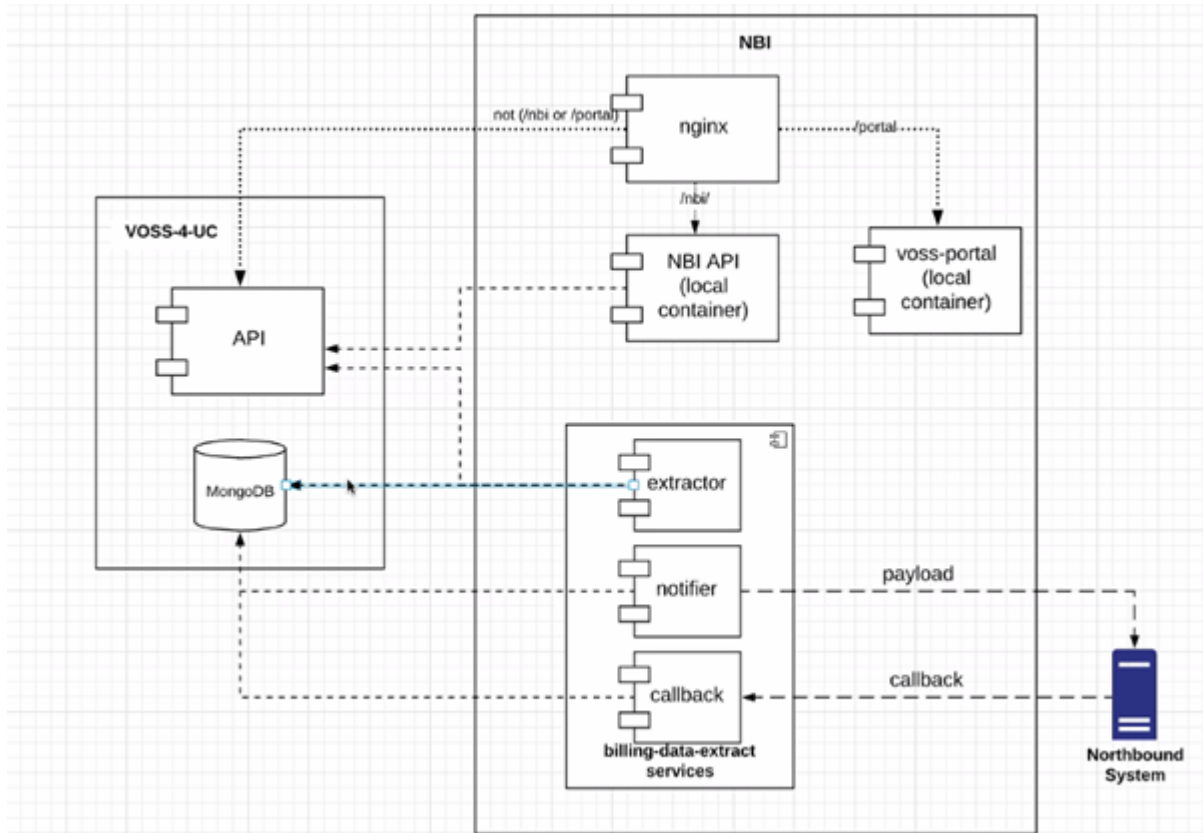 NBI
nginx
not (/nbi or /portal)
/portal
/nbi/
VOSS-4-UC
NBI API
(local
container)
voss-portal
(local
container)
API
MongoDB
extractor
notifier
payload
callback
callback
billing-data-extract
services
Northbound
System